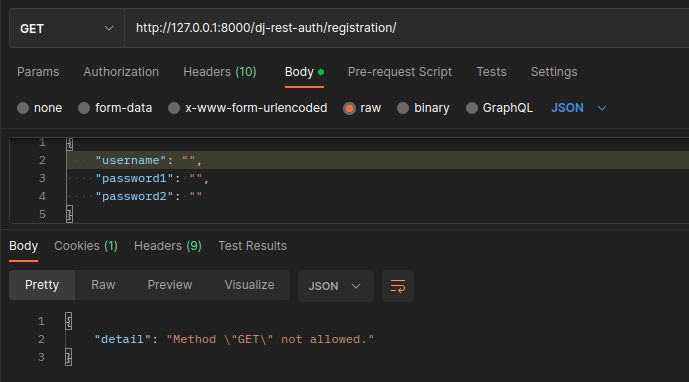 GET http://127.0.0.1:8000/dj-rest-auth/registration/
Params Authorization Headers (10) Body Pre-request Script Tests Settings
none form-data x-www-form-urlencoded raw binary GraphQL JSON
1 {
2 "username": "",
3 "password1": "",
4 "password2": ""
5 }
Body Cookies (1) Headers (9) Test Results
Pretty Raw Preview Visualize JSON
1 {
2 "detail": "Method \"GET\" not allowed."
3 }